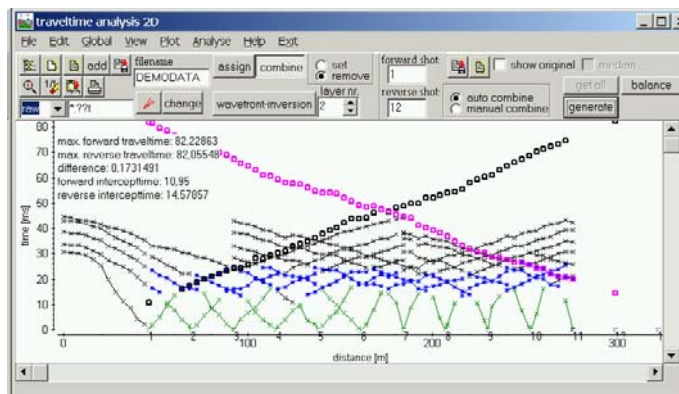 traveltime analysis 2D
File Edit Global View Plot Analyse Help Exit
add filename assign combine set remove forward shot show original median
DEMODATA 1 get all balance
layer nr. reverse shot auto combine
raw *.??t change wavefront-inversion 2 12 manual combine generate
80
max. forward traveltime: 82.22863
70
max. reverse traveltime: 82.05548
difference: 0.1731491
60
forward intercepttime: 10,95
reverse intercepttime: 14.57857
50
time [ms]
40
30
20
10
0
1 2 3 4 5 6 7 8 9 10 11 12 1
0 100 200 300
distance [m]